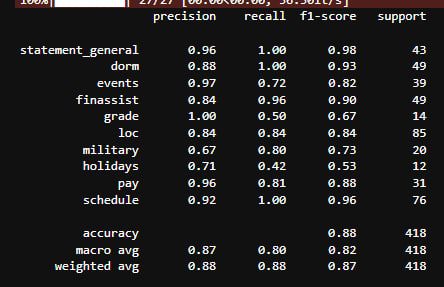 100%| | 27/27 [00:00<00:00, 56.50it/s]
precision recall f1-score support
statement_general 0.96 1.00 0.98 43
dorm 0.88 1.00 0.93 49
events 0.97 0.72 0.82 39
finassist 0.84 0.96 0.90 49
grade 1.00 0.50 0.67 14
loc 0.84 0.84 0.84 85
military 0.67 0.80 0.73 20
holidays 0.71 0.42 0.53 12
pay 0.96 0.81 0.88 31
schedule 0.92 1.00 0.96 76
accuracy 0.88 418
macro avg 0.87 0.80 0.82 418
weighted avg 0.88 0.88 0.87 418